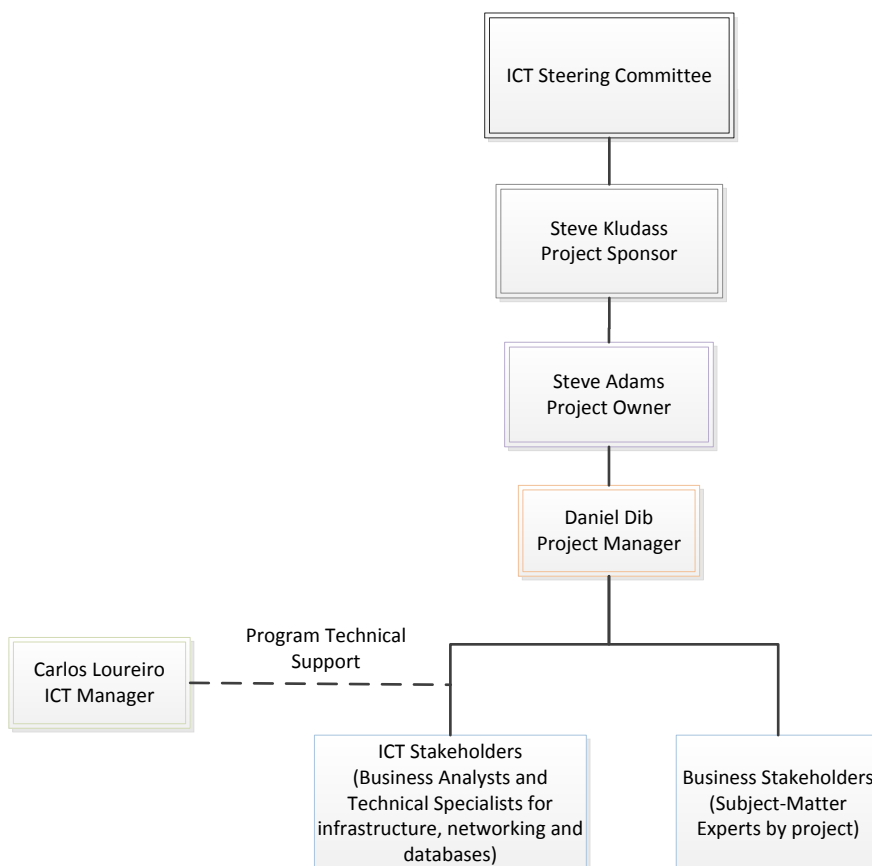 ICT Steering Committee
Steve Kludass
Project Sponsor
Steve Adams
Project Owner
Daniel Dib
Project Manager
Program Technical
Support
Carlos Loureiro
ICT Manager
ICT Stakeholders
(Business Analysts and
Technical Specialists for
infrastructure, networking and
databases)
Business Stakeholders
(Subject-Matter
Experts by project)